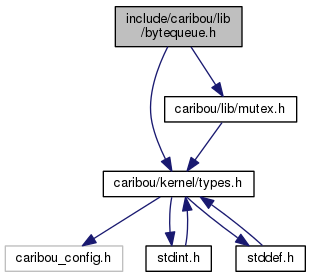 include/caribou/lib
/bytequeue.h
caribou/lib/mutex.h
caribou/kernel/types.h
caribou_config.h
stdint.h
stddef.h